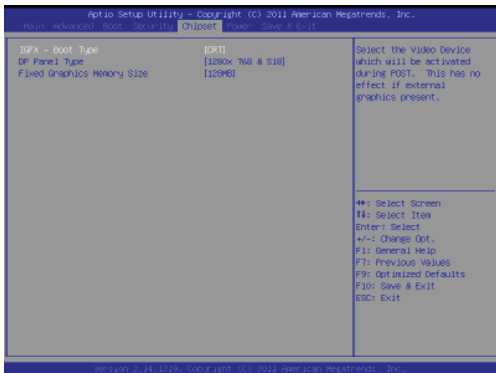 Aptio Setup Utility - Copyright (C) 2011 American Megatrends, Inc.
Main Advanced Boot Security Chipset Power Save & Exit
IGFX - Boot Type [CRT]
DP Panel Type [1280x 768 & S18]
Fixed Graphics Memory Size [128MB]
Select the Video Device
which will be activated
during POST. This has no
effect if external
graphics present.
↔: Select Screen
↑↓: Select Item
Enter: Select
+/-: Change Opt.
F1: General Help
F7: Previous Values
F9: Optimized Defaults
F10: Save & Exit
ESC: Exit
Version 2.14.1219. Copyright (C) 2011 American Megatrends, Inc.